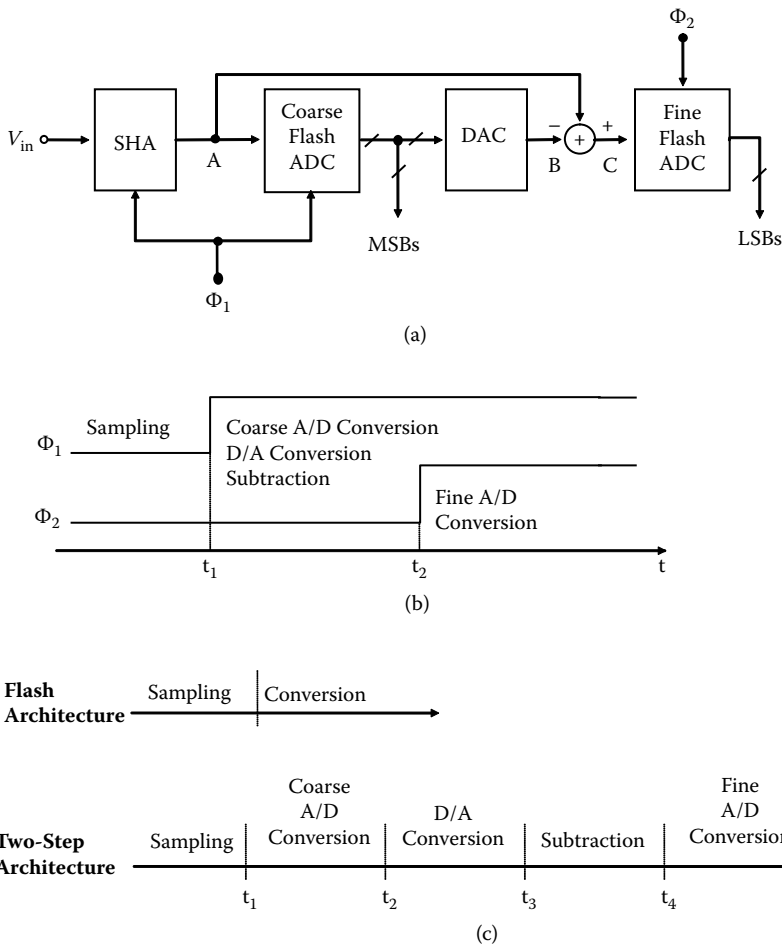 Φ2
V in
SHA
A
Coarse
Flash
ADC
MSBs
DAC
−
B
+
+
C
Fine
Flash
ADC
LSBs
Φ1
(a)
Sampling
Φ1
Coarse A/D Conversion
D/A Conversion
Subtraction
Φ2
Fine A/D
Conversion
t1
t2
t
(b)
Flash
Architecture
Sampling
Conversion
Two-Step
Architecture
Sampling
Coarse
A/D
Conversion
D/A
Conversion
Subtraction
Fine
A/D
Conversion
t1
t2
t3
t4
(c)